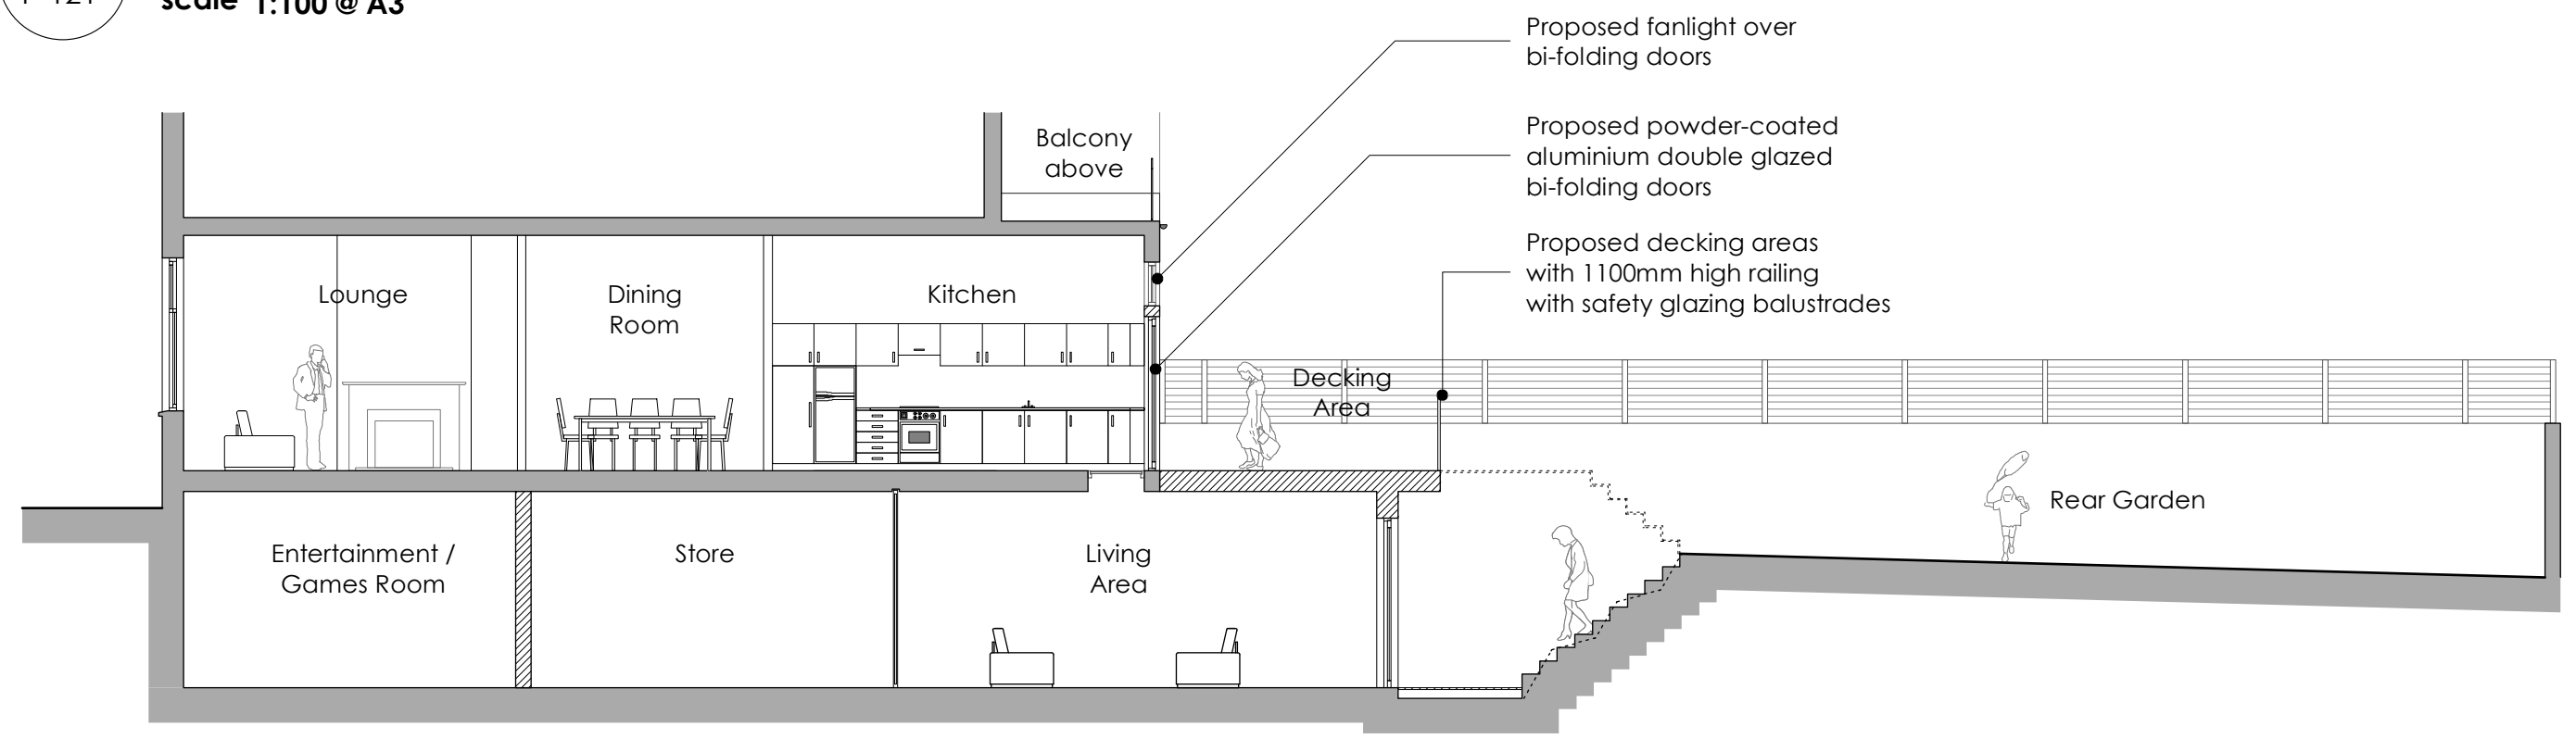 scale 1:100 @ A3
Proposed fanlight over
bi-folding doors
Balcony
above
Proposed powder-coated
aluminium double glazed
bi-folding doors
Proposed decking areas
with 1100mm high railing
with safety glazing balustrades
Lounge
Dining
Room
Kitchen
Decking
Area
Rear Garden
Entertainment /
Games Room
Store
Living
Area